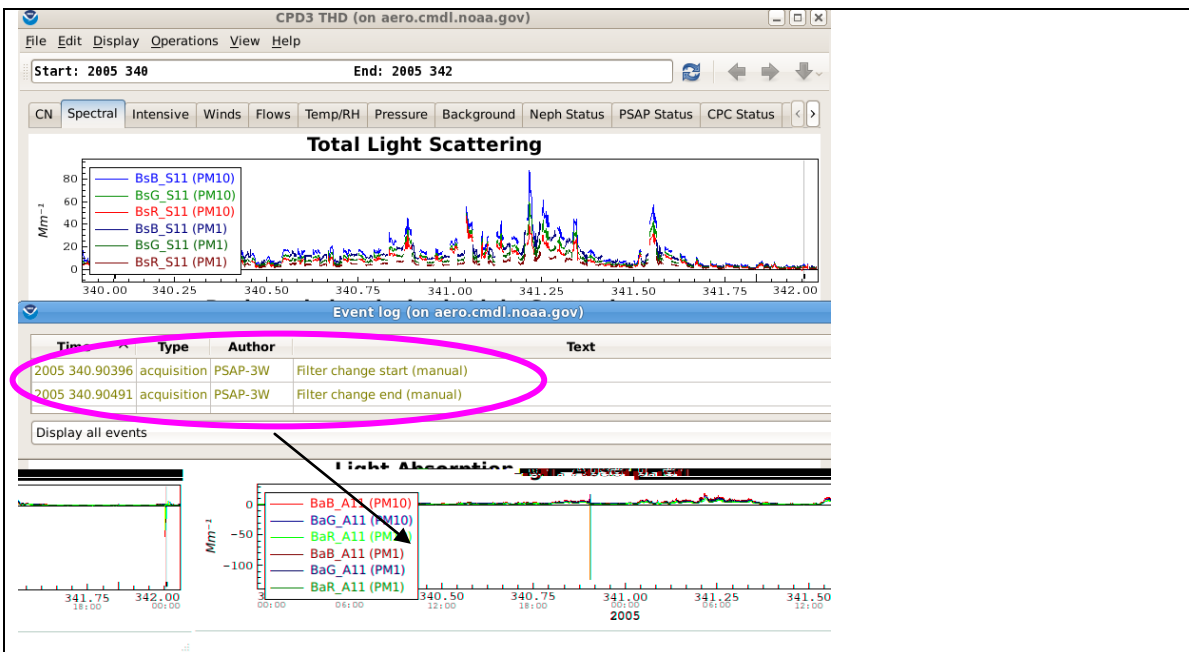 CPD3 THD (on aero.cmdl.noaa.gov)
File Edit Display Operations View Help
Start: 2005 340 End: 2005 342
CN Spectral Intensive Winds Flows Temp/RH Pressure Background Neph Status PSAP Status CPC Status
Total Light Scattering
80
60
40
20
0
Mm⁻¹
BsB_S11 (PM10)
BsG_S11 (PM10)
BsR_S11 (PM10)
BsB_S11 (PM1)
BsG_S11 (PM1)
BsR_S11 (PM1)
340.00 340.25 340.50 340.75 341.00 341.25 341.50 341.75 342.00
Event log (on aero.cmdl.noaa.gov)
Time Type Author Text
2005 340.90396 acquisition PSAP-3W Filter change start (manual)
2005 340.90491 acquisition PSAP-3W Filter change end (manual)
Display all events
Light Absorption
0
−50
−100
Mm⁻¹
BaB_A11 (PM10)
BaG_A11 (PM10)
BaR_A11
BaB_A11 (PM1)
BaG_A11 (PM1)
BaR_A11 (PM1)
341.75 342.00
18:00 00:00
340.50 340.75 341.00 341.25 341.50
00:00 06:00 12:00 18:00 00:00 06:00 12:00
2005